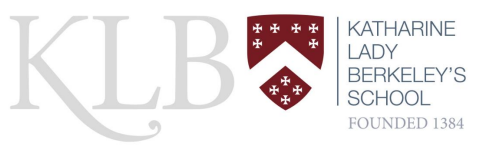 KLB
KATHARINE
LADY
BERKELEY'S
SCHOOL
FOUNDED 1384